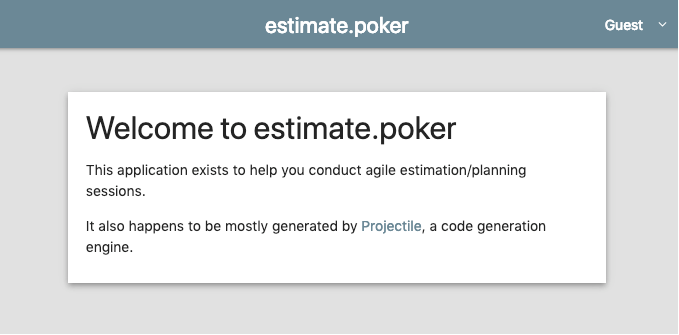 estimate.poker
Guest
Welcome to estimate.poker
This application exists to help you conduct agile estimation/planning
sessions.
It also happens to be mostly generated by Projectile, a code generation
engine.